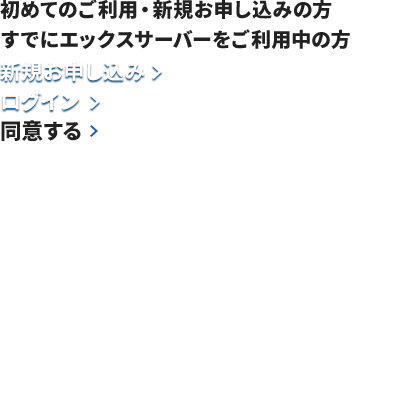 初めてのご利用・新規お申し込みの方
すでにエックスサーバーをご利用中の方
新規お申し込み
ログイン
同意する